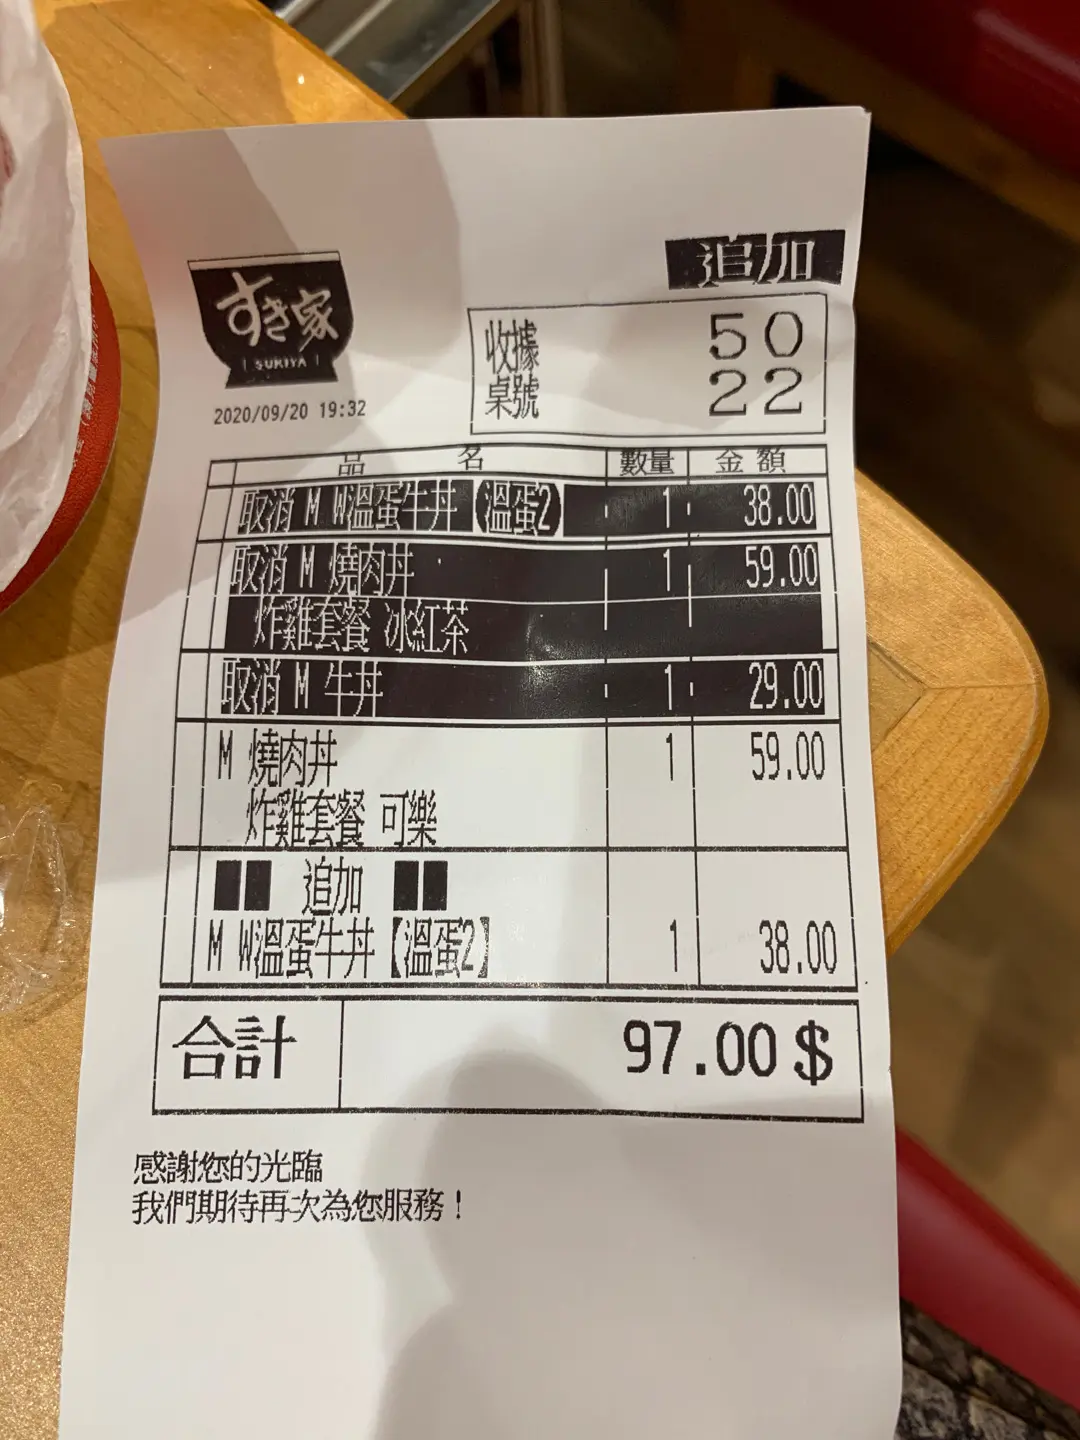 追加
すき家
SUKIYA
2020/09/20 19:32
收據 50
桌號 22
品 名 數量 金額
取消 M W溫蛋牛丼【溫蛋2】 1 38.00
取消 M 燒肉丼 1 59.00
炸雞套餐 冰紅茶
取消 M 牛丼 1 29.00
M 燒肉丼 1 59.00
炸雞套餐 可樂
■■ 追加 ■■
M W溫蛋牛丼【溫蛋2】 1 38.00
合計 97.00 $
感謝您的光臨
我們期待再次為您服務！